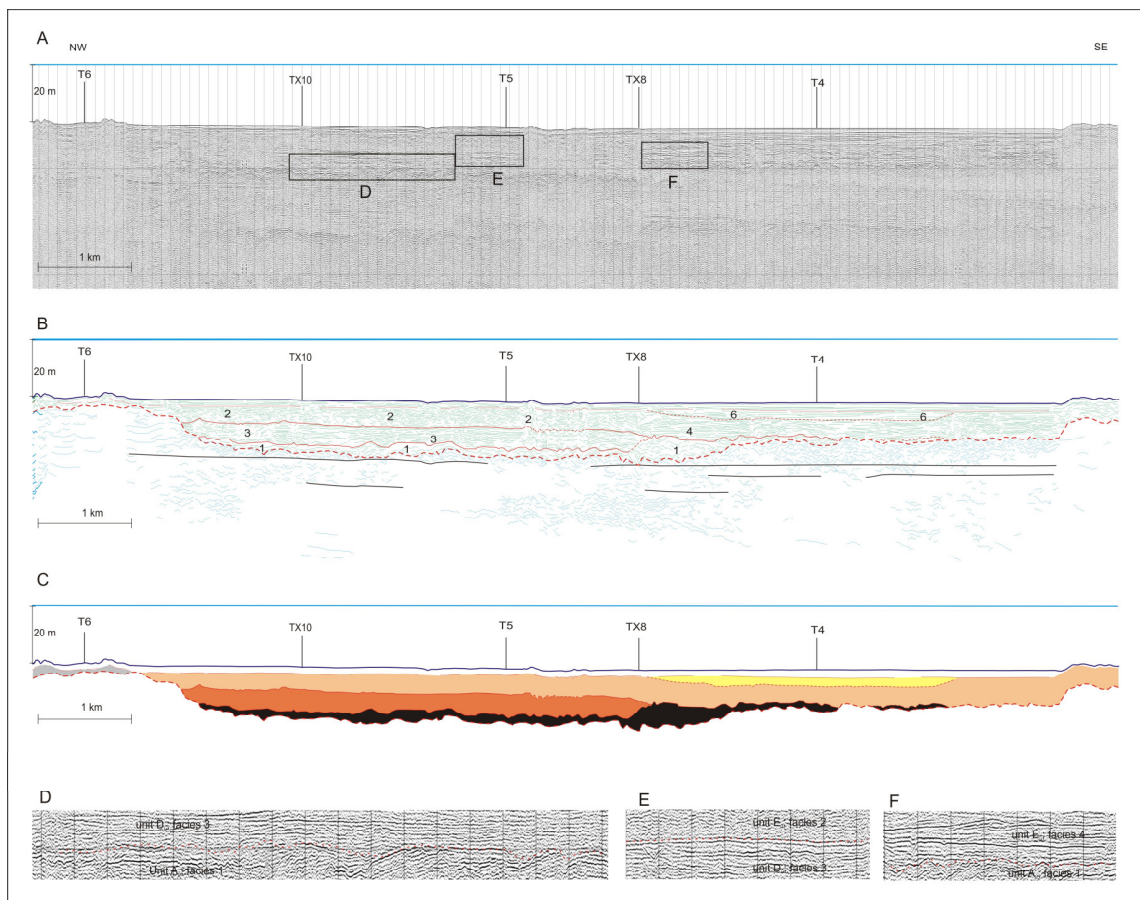 A
NW SE
T6 TX10 T5 TX8 T4
20 m
D E F
1 km
B
T6 TX10 T5 TX8 T4
20 m
2 2 2 6 6
3 3 4
1 1 1
1 km
C
T6 TX10 T5 TX8 T4
20 m
1 km
D E F
unit D ; facies 3 unit E ; facies 2 unit E ; facies 4
Unit A ; facies 1 unit D ; facies 3 unit A ; facies 1